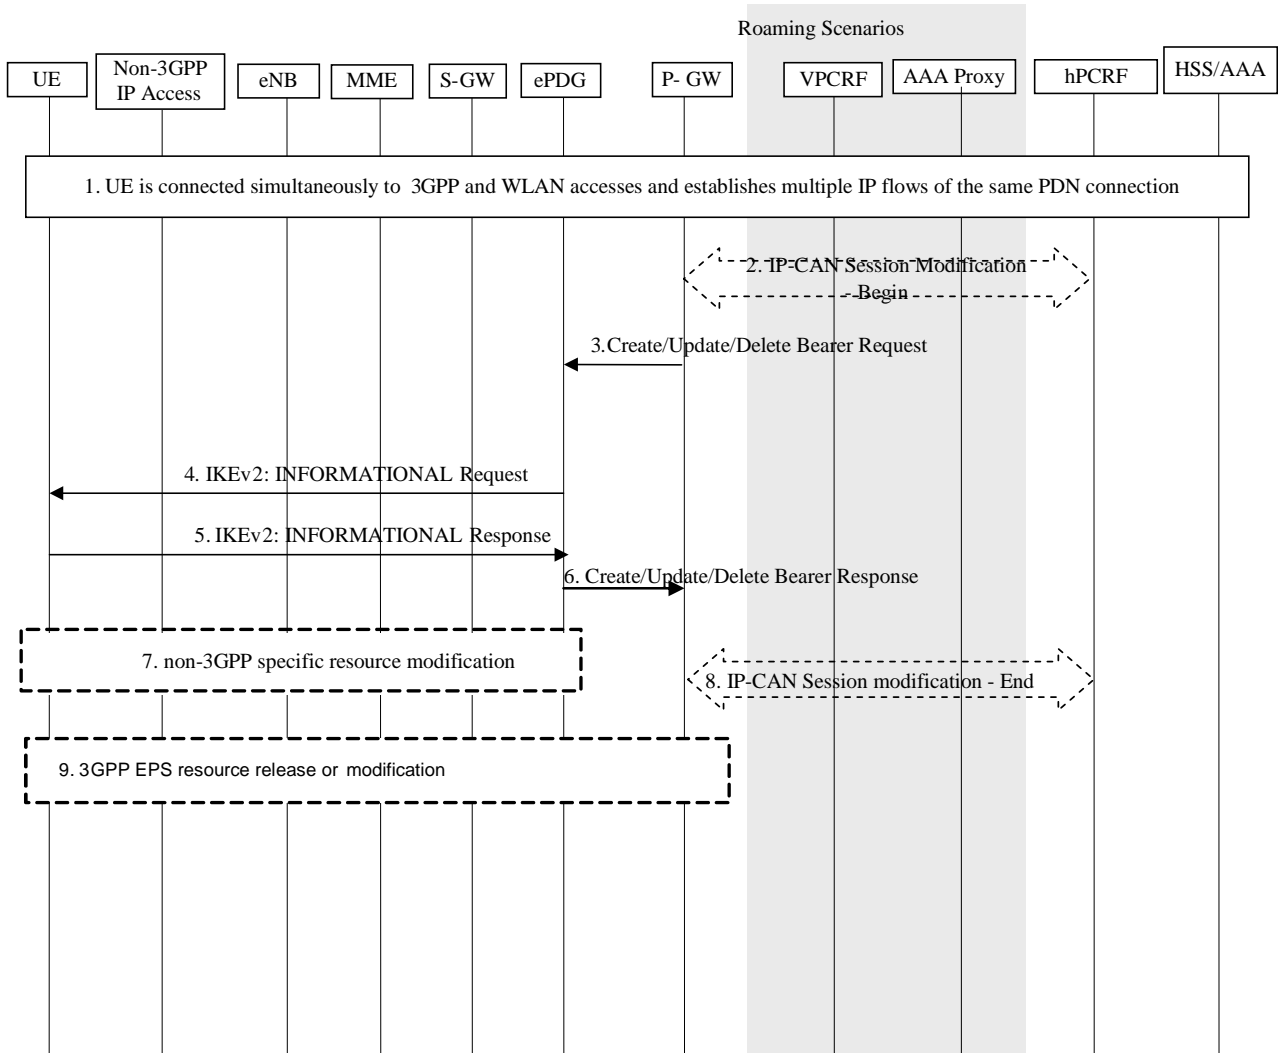 Roaming Scenarios
UE
Non-3GPP
IP Access
eNB
MME
S-GW
ePDG
P- GW
VPCRF
AAA Proxy
hPCRF
HSS/AAA
1. UE is connected simultaneously to 3GPP and WLAN accesses and establishes multiple IP flows of the same PDN connection
2. IP-CAN Session Modification
- Begin
3.Create/Update/Delete Bearer Request
4. IKEv2: INFORMATIONAL Request
5. IKEv2: INFORMATIONAL Response
6. Create/Update/Delete Bearer Response
7. non-3GPP specific resource modification
8. IP-CAN Session modification - End
9. 3GPP EPS resource release or modification